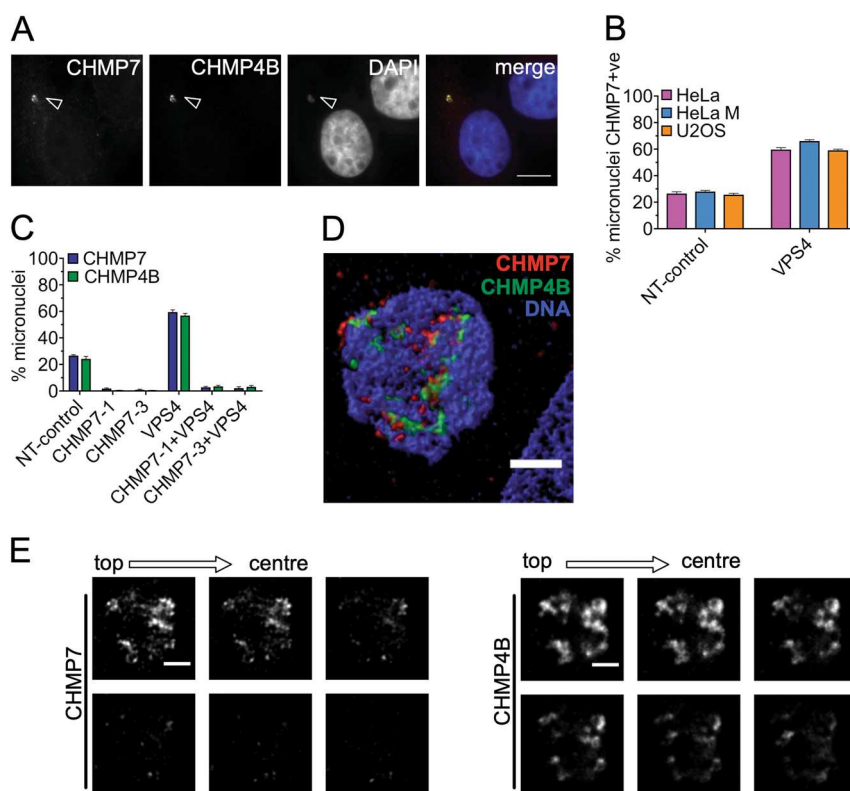 A
CHMP7
CHMP4B
DAPI
merge
B
% micronuclei CHMP7+ve
100
80
60
40
20
0
HeLa
HeLa M
U2OS
NT-control
VPS4
C
% micronuclei
100
80
60
40
20
0
CHMP7
CHMP4B
NT-control
CHMP7-1
CHMP7-3
VPS4
CHMP7-1+VPS4
CHMP7-3+VPS4
D
CHMP7
CHMP4B
DNA
E
top
centre
CHMP7
top
centre
CHMP4B